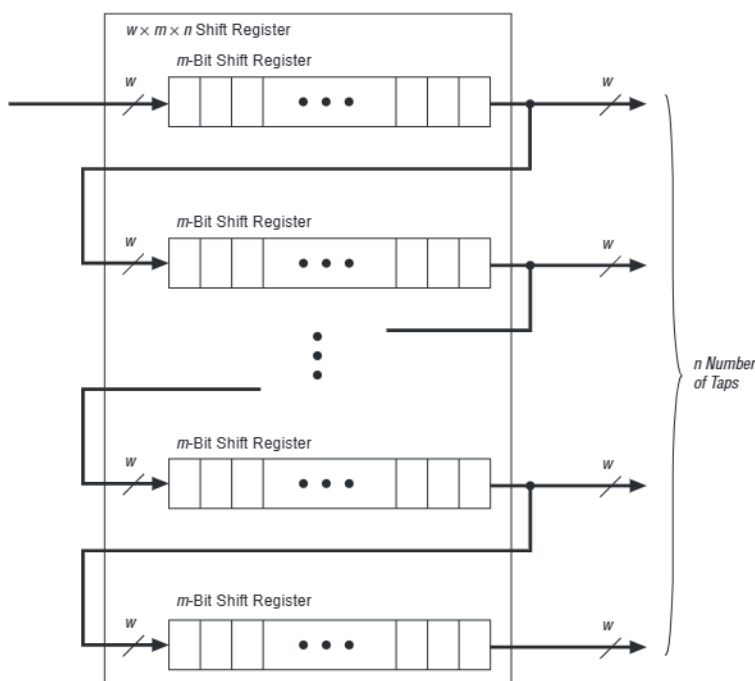 w × m × n Shift Register
m-Bit Shift Register
w
w
m-Bit Shift Register
w
w
n Number
of Taps
m-Bit Shift Register
w
w
m-Bit Shift Register
w
w